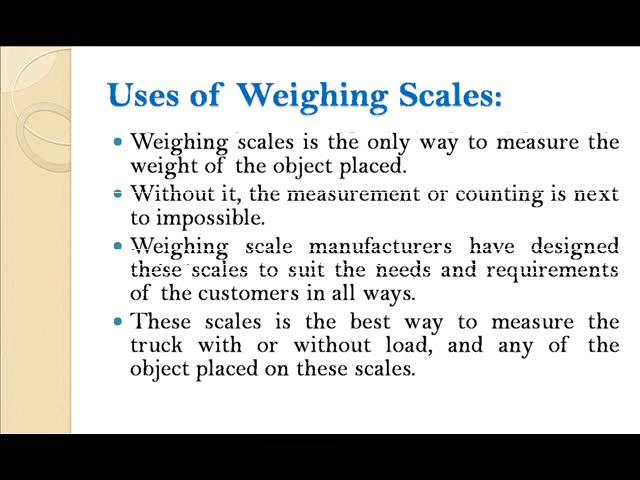 Uses of Weighing Scales:
• Weighing scales is the only way to measure the
weight of the object placed.
• Without it, the measurement or counting is next
to impossible.
• Weighing scale manufacturers have designed
these scales to suit the needs and requirements
of the customers in all ways.
• These scales is the best way to measure the
truck with or without load, and any of the
object placed on these scales.